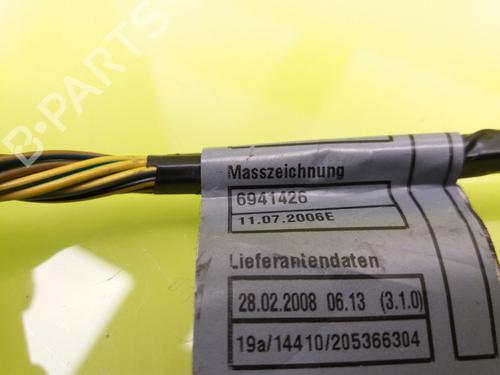 B-PARTS
Masszeichnung
6941426
11.07.2006E
Lieferantendaten
28.02.2008 06.13 (3.1.0)
19a/14410/205366304